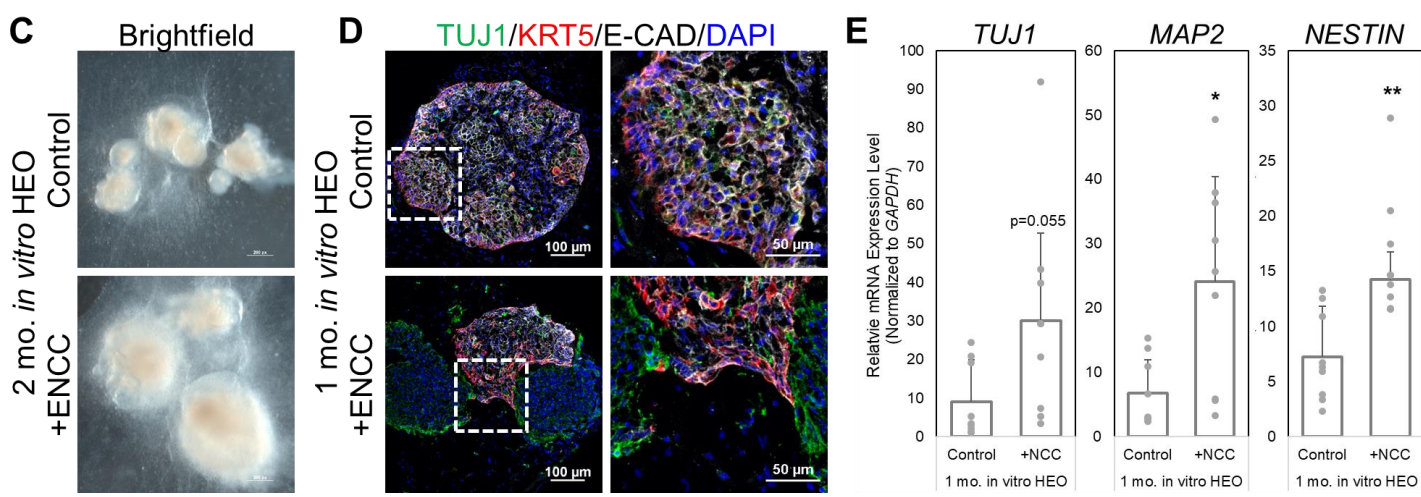 C
Brightfield
2 mo. in vitro HEO
Control
+ENCC
D
TUJ1/KRT5/E-CAD/DAPI
1 mo. in vitro HEO
Control
+ENCC
100 µm
50 µm
100 µm
50 µm
E
Relatvie mRNA Expression Level
(Normalized to GAPDH)
TUJ1
100
90
80
70
60
50
40
30
20
10
0
p=0.055
Control
+NCC
1 mo. in vitro HEO
MAP2
60
50
40
30
20
10
0
*
Control
+NCC
1 mo. in vitro HEO
NESTIN
35
30
25
20
15
10
5
0
**
Control
+NCC
1 mo. in vitro HEO